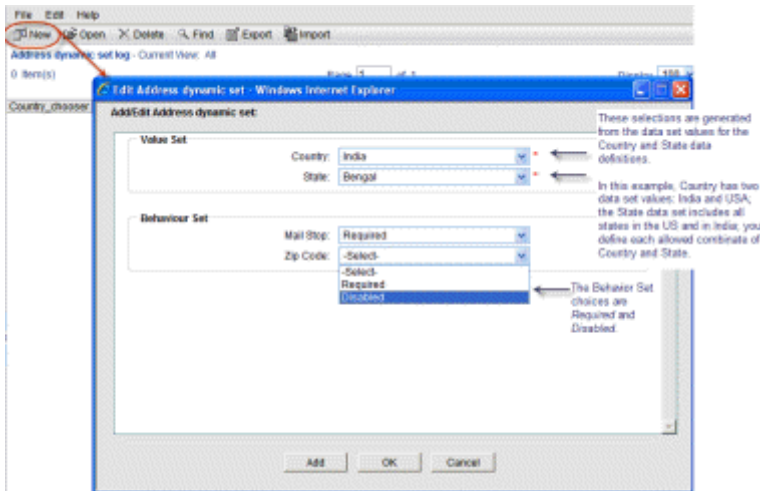 File Edit Help
New Open Delete Find Export Import
Address dynamic set log - Current View: All
0 Item(s) Page 1 of 1 Display 100
Country_chooser
Edit Address dynamic set - Windows Internet Explorer
Add/Edit Address dynamic set:
Value Set
Country: India *
State: Bengal *
These selections are generated
from the data set values for the
Country and State data
definitions.
In this example, Country has two
data set values: India and USA;
the State data set includes all
states in the US and in India; you
define each allowed combinate of
Country and State.
Behaviour Set
Mail Stop: Required
Zip Code: -Select-
-Select-
Required
Disabled
The Behavior Set
choices are
Required and
Disabled.
Add OK Cancel